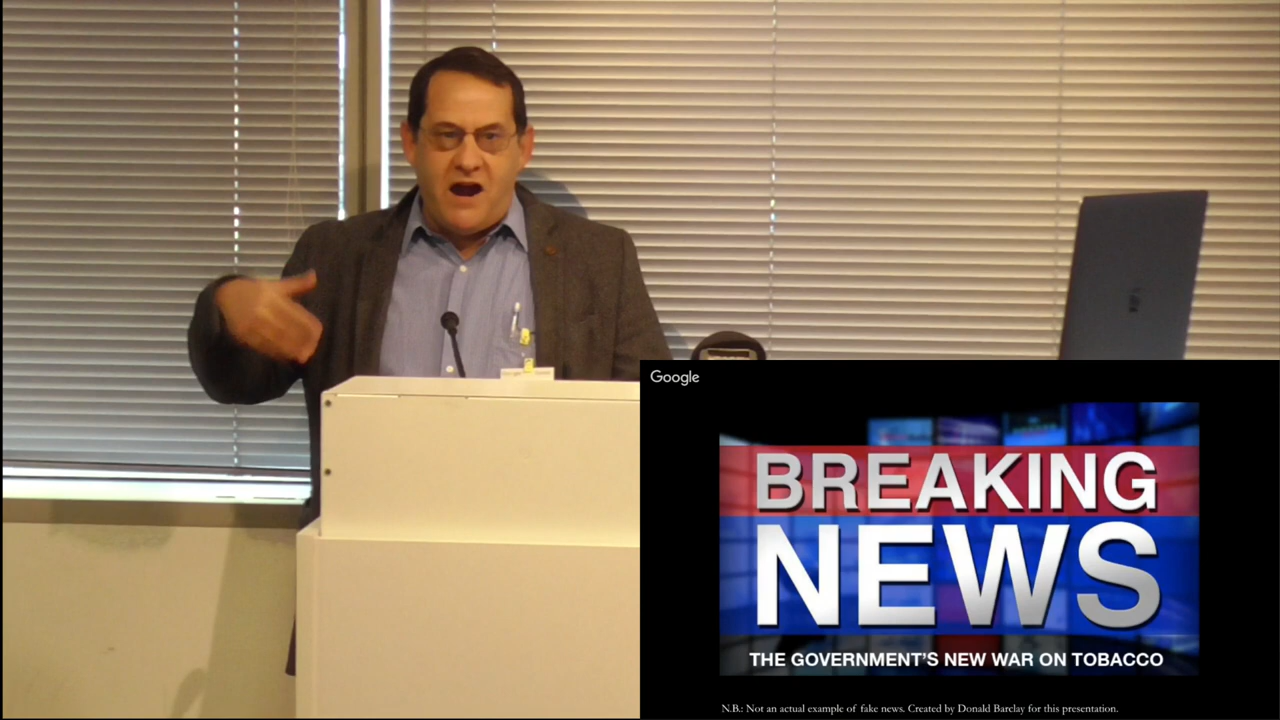 Google
BREAKING
NEWS
THE GOVERNMENT'S NEW WAR ON TOBACCO
N.B.: Not an actual example of fake news. Created by Donald Barclay for this presentation.